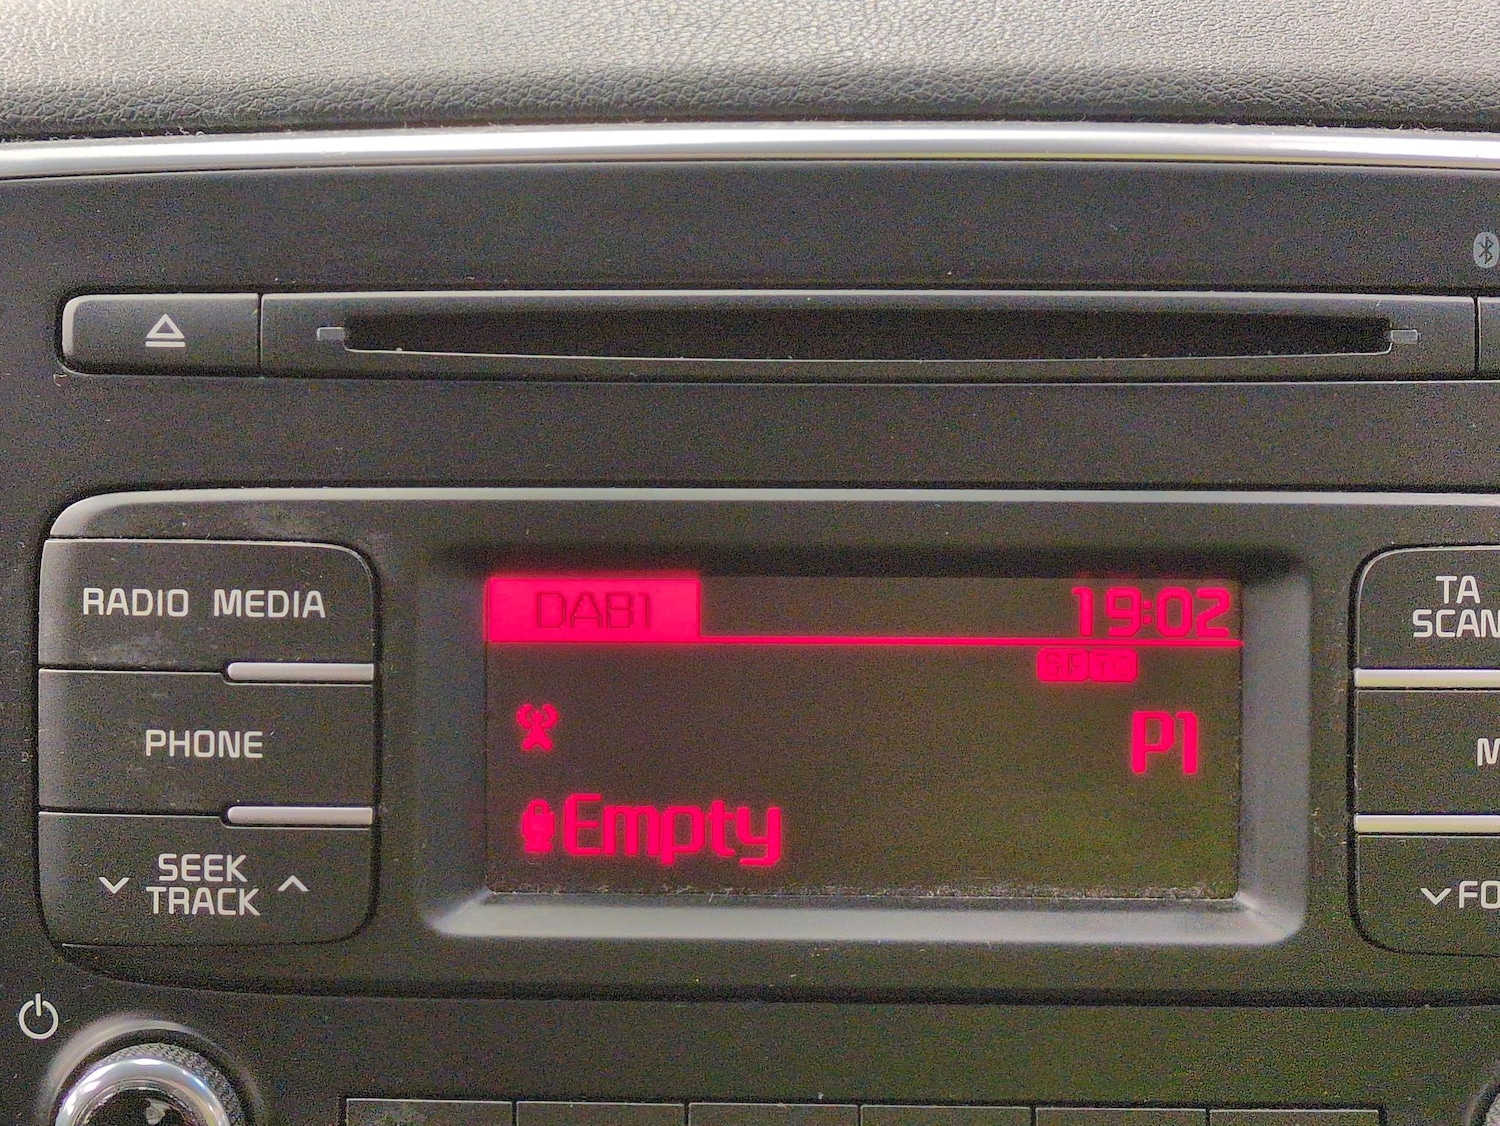 RADIO MEDIA
PHONE
SEEK
TRACK
DAB1 19:02
P1
Empty
TA
SCAN